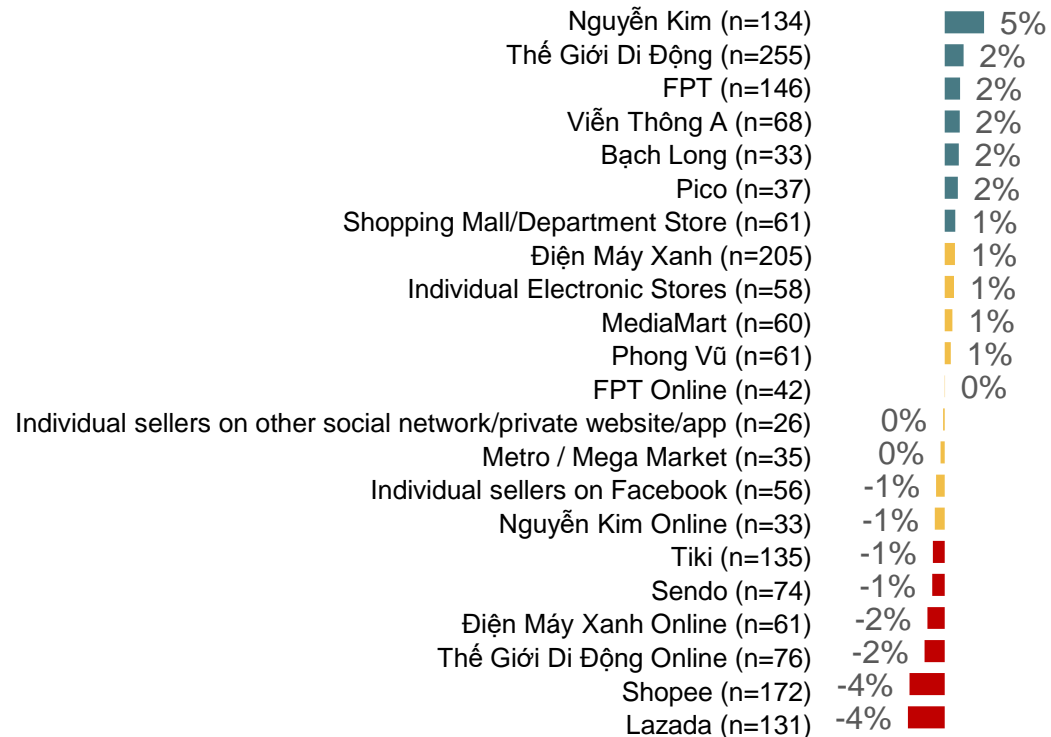 Nguyễn Kim (n=134) 5%
Thế Giới Di Động (n=255) 2%
FPT (n=146) 2%
Viễn Thông A (n=68) 2%
Bạch Long (n=33) 2%
Pico (n=37) 2%
Shopping Mall/Department Store (n=61) 1%
Điện Máy Xanh (n=205) 1%
Individual Electronic Stores (n=58) 1%
MediaMart (n=60) 1%
Phong Vũ (n=61) 1%
FPT Online (n=42) 0%
Individual sellers on other social network/private website/app (n=26) 0%
Metro / Mega Market (n=35) 0%
Individual sellers on Facebook (n=56) -1%
Nguyễn Kim Online (n=33) -1%
Tiki (n=135) -1%
Sendo (n=74) -1%
Điện Máy Xanh Online (n=61) -2%
Thế Giới Di Động Online (n=76) -2%
Shopee (n=172) -4%
Lazada (n=131) -4%